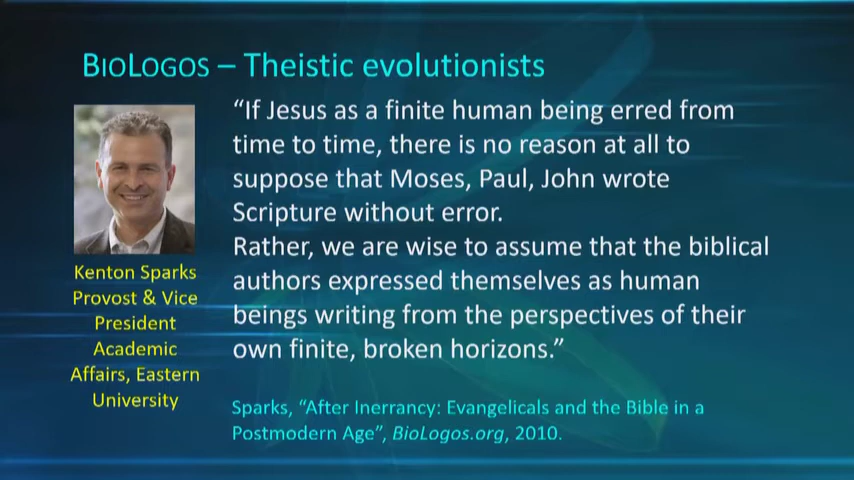 BIOLOGOS – Theistic evolutionists
“If Jesus as a finite human being erred from
time to time, there is no reason at all to
suppose that Moses, Paul, John wrote
Scripture without error.
Rather, we are wise to assume that the biblical
authors expressed themselves as human
beings writing from the perspectives of their
own finite, broken horizons.”
Kenton Sparks
Provost & Vice
President
Academic
Affairs, Eastern
University
Sparks, “After Inerrancy: Evangelicals and the Bible in a
Postmodern Age”, BioLogos.org, 2010.